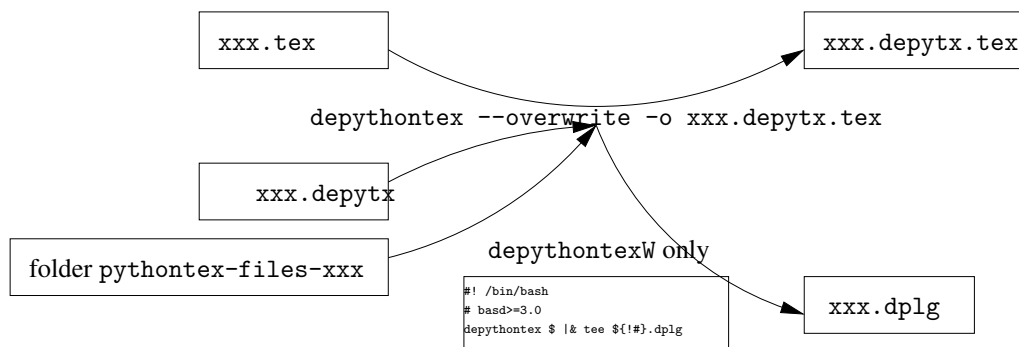 xxx.tex
xxx.depytx.tex
depythontex --overwrite -o xxx.depytx.tex
xxx.depytx
folder pythontex-files-xxx
depythontexW only
#! /bin/bash
# basd>=3.0
depythontex $ |& tee ${!#}.dplg
xxx.dplg